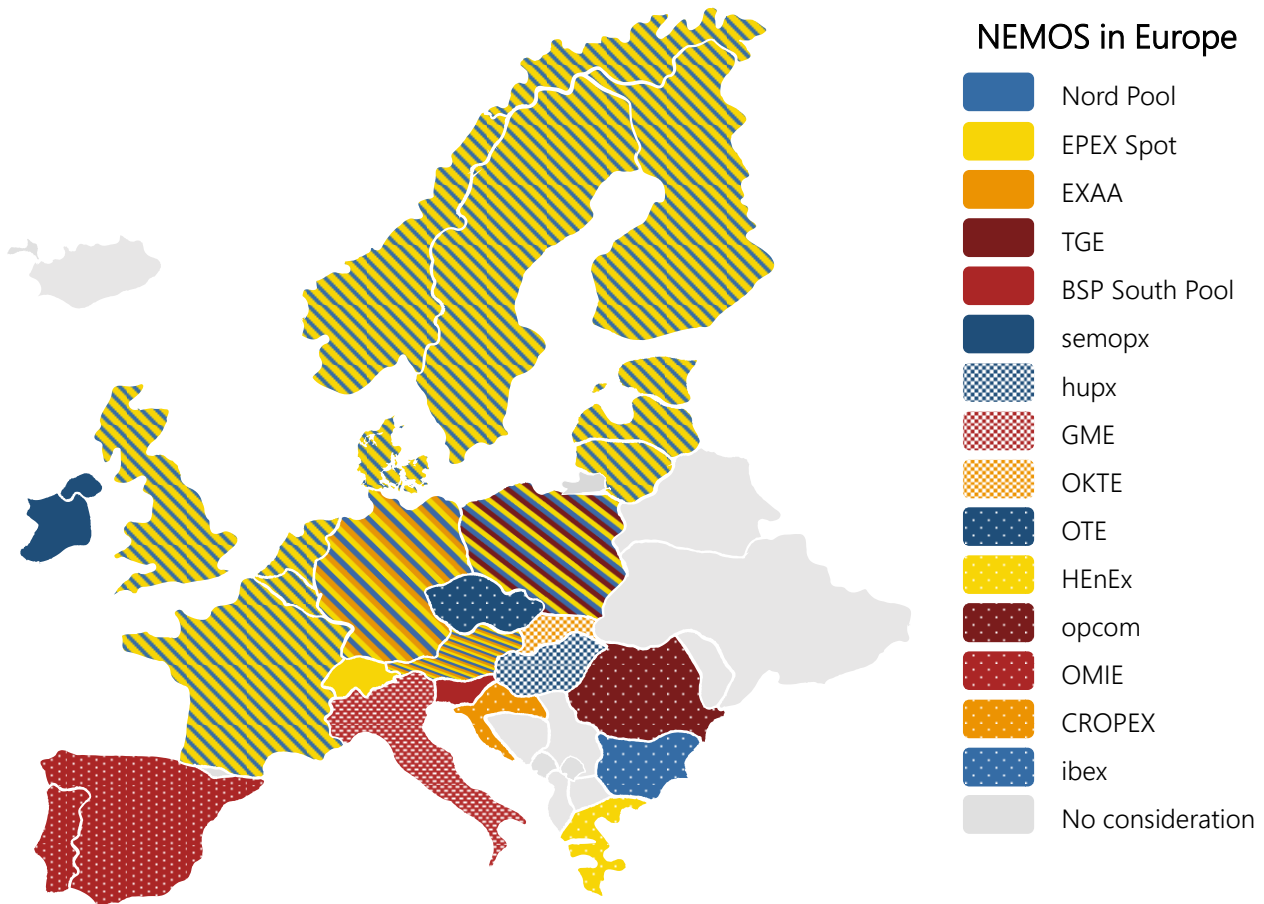 NEMOS in Europe
Nord Pool
EPEX Spot
EXAA
TGE
BSP South Pool
semopx
hupx
GME
OKTE
OTE
HEnEx
opcom
OMIE
CROPEX
ibex
No consideration